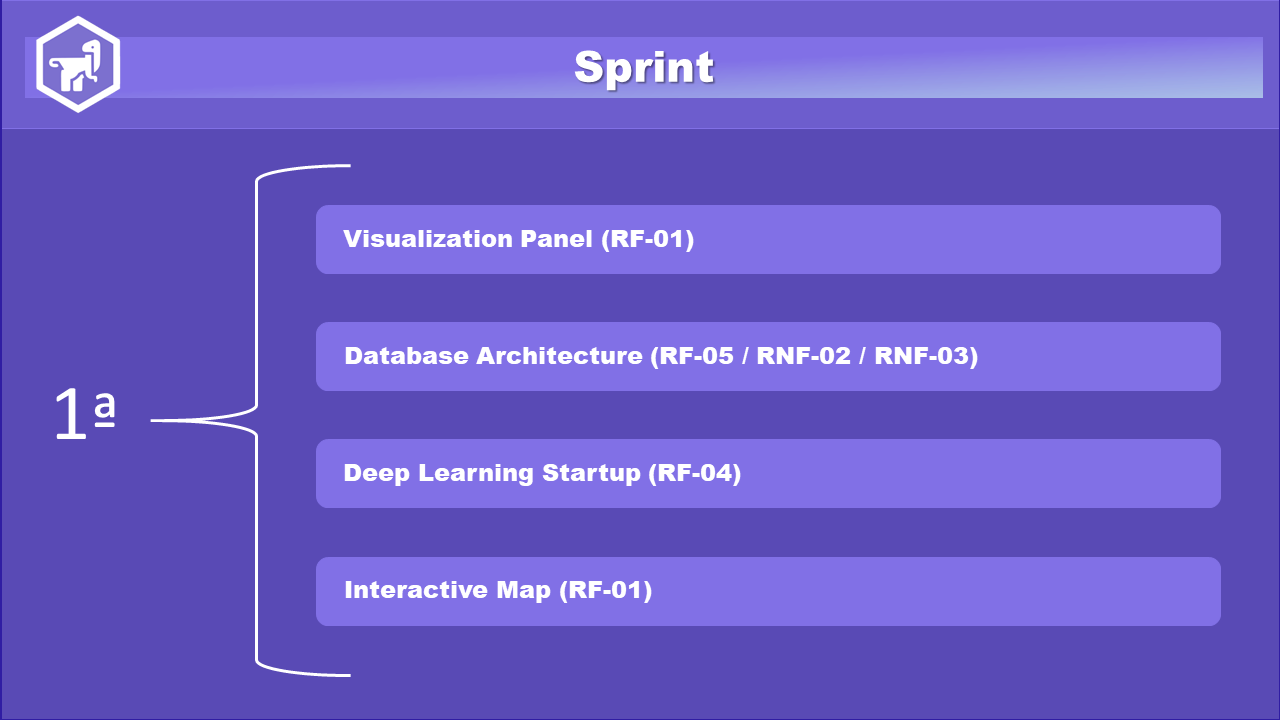 Sprint
1ª
Visualization Panel (RF-01)
Database Architecture (RF-05 / RNF-02 / RNF-03)
Deep Learning Startup (RF-04)
Interactive Map (RF-01)